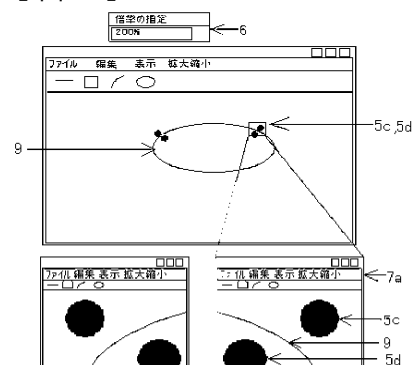 倍率の指定
200%
6
ファイル 編集 表示 拡大縮小
5c,5d
9
ファイル 編集 表示 拡大縮小
ファイル 編集 表示 拡大縮小
7a
5c
9
5d